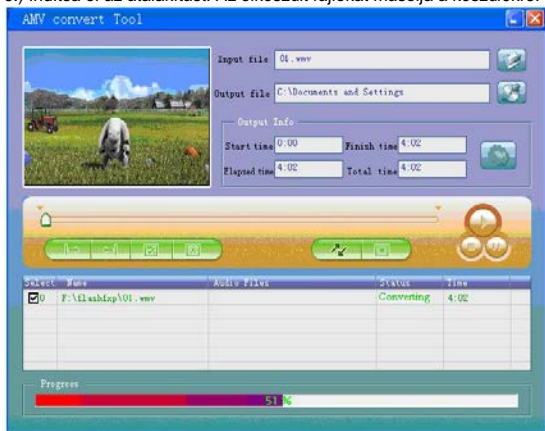 AMV convert Tool
Input file 01.wmv
Output file C:\Documents and Settings
Output Info
Start time 0:00 Finish time 4:02
Elapsed time 4:02 Total time 4:02
Select Name Audio Files Status Time
0 F:\flashfxp\01.wmv Converting 4:02
Progress
51 %